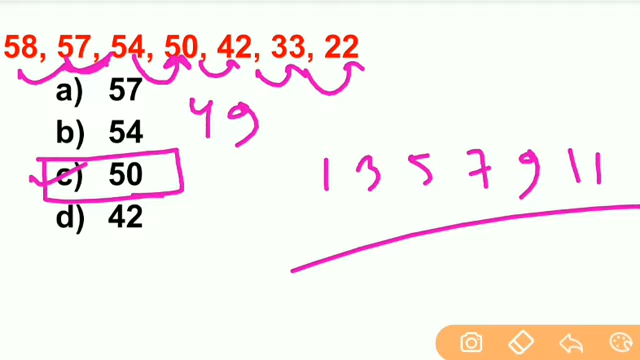 58, 57, 54, 50, 42, 33, 22
a) 57
b) 54
49
c) 50
1 3 5 7 9 11
d) 42